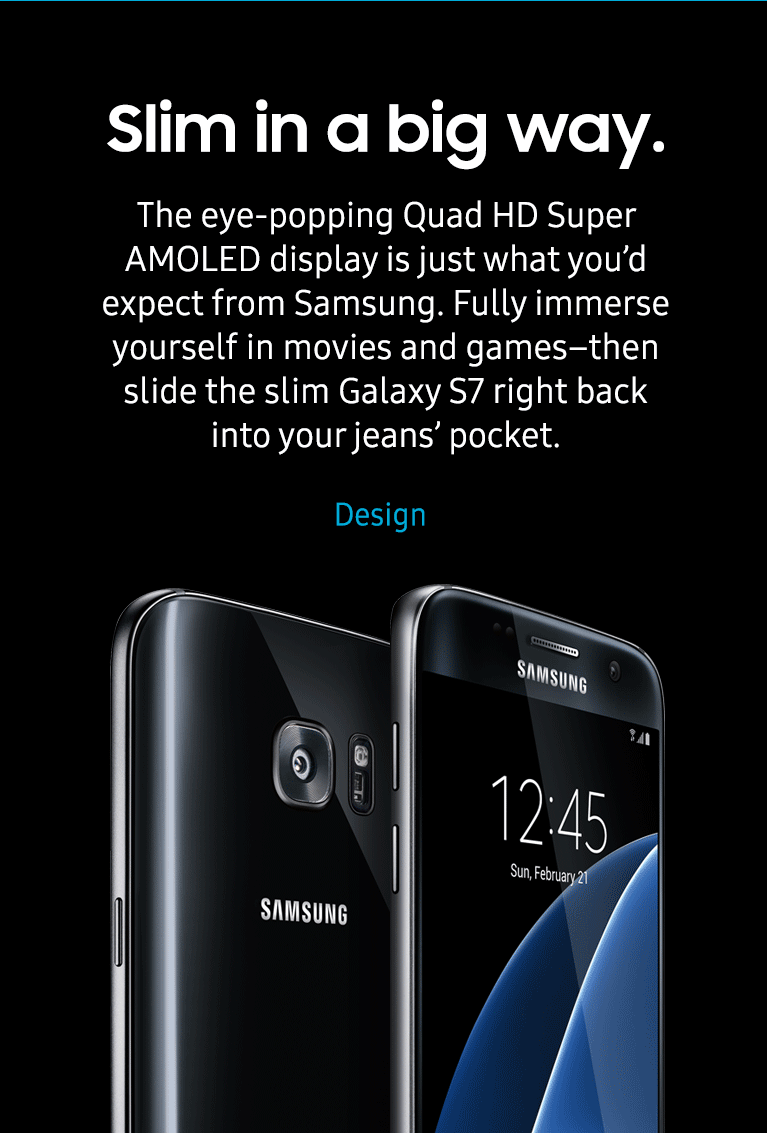 Slim in a big way.
The eye-popping Quad HD Super
AMOLED display is just what you’d
expect from Samsung. Fully immerse
yourself in movies and games–then
slide the slim Galaxy S7 right back
into your jeans’ pocket.
Design
SAMSUNG
12:45
Sun, February 21
SAMSUNG